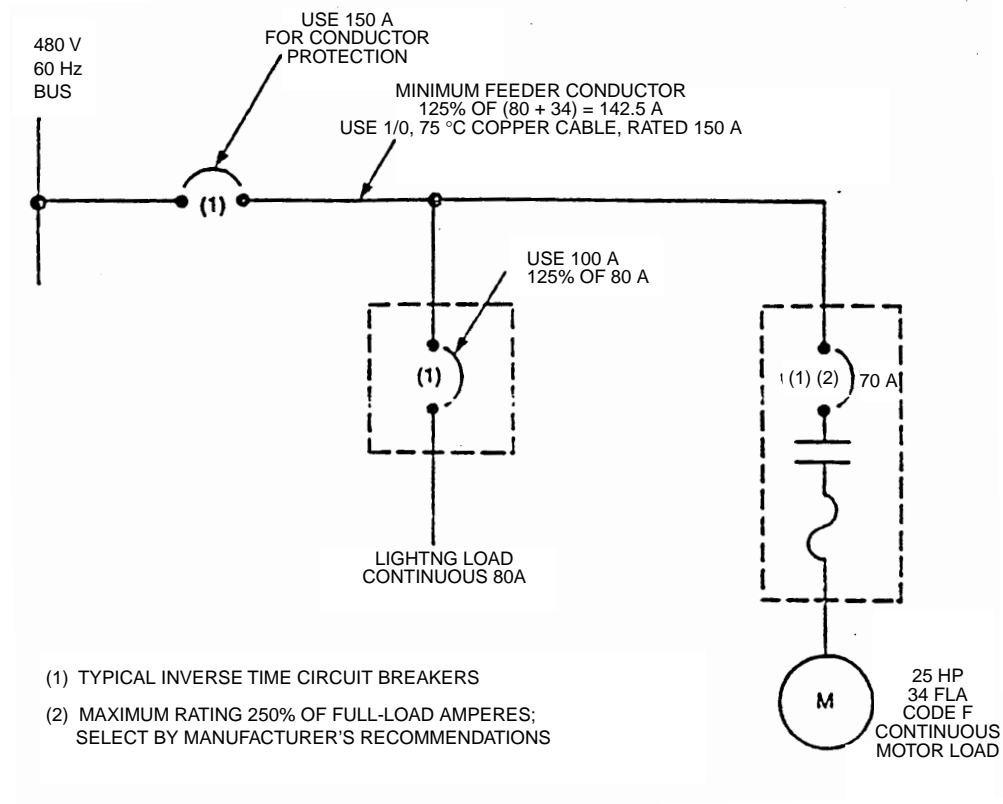 USE 150 A
FOR CONDUCTOR
PROTECTION
480 V
60 Hz
BUS
MINIMUM FEEDER CONDUCTOR
125% OF (80 + 34) = 142.5 A
USE 1/0, 75 °C COPPER CABLE, RATED 150 A
(1)
USE 100 A
125% OF 80 A
(1)
(1) (2)
70 A
LIGHTNG LOAD
CONTINUOUS 80A
M
25 HP
34 FLA
CODE F
CONTINUOUS
MOTOR LOAD
(1) TYPICAL INVERSE TIME CIRCUIT BREAKERS
(2) MAXIMUM RATING 250% OF FULL-LOAD AMPERES;
SELECT BY MANUFACTURER'S RECOMMENDATIONS